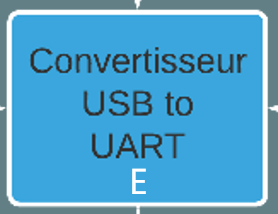 Convertisseur
USB to
UART
E